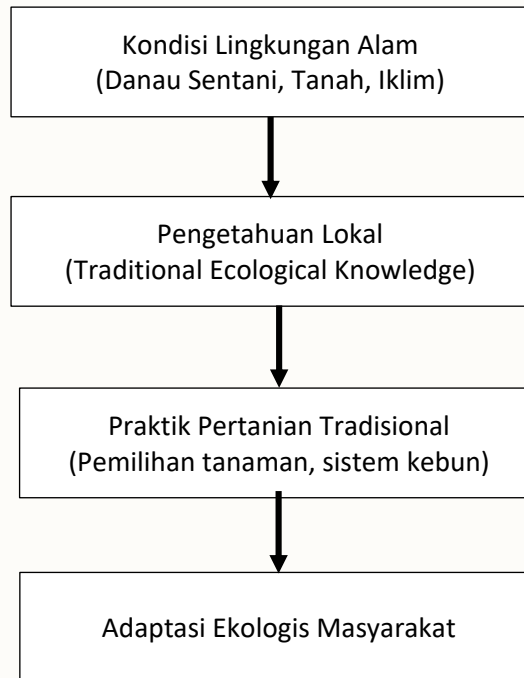 Kondisi Lingkungan Alam
(Danau Sentani, Tanah, Iklim)
Pengetahuan Lokal
(Traditional Ecological Knowledge)
Praktik Pertanian Tradisional
(Pemilihan tanaman, sistem kebun)
Adaptasi Ekologis Masyarakat